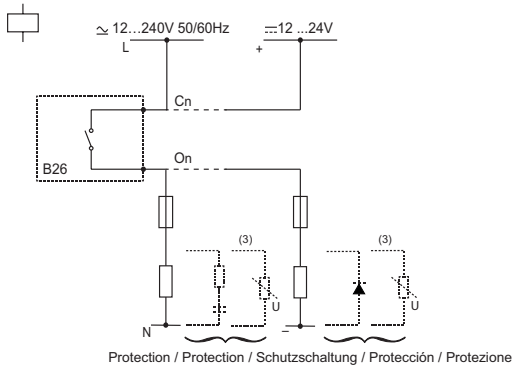 ≃ 12...240V 50/60Hz
⎓12 ...24V
L
+
Cn
B26
On
(3)
(3)
U
U
N
–
Protection / Protection / Schutzschaltung / Protección / Protezione